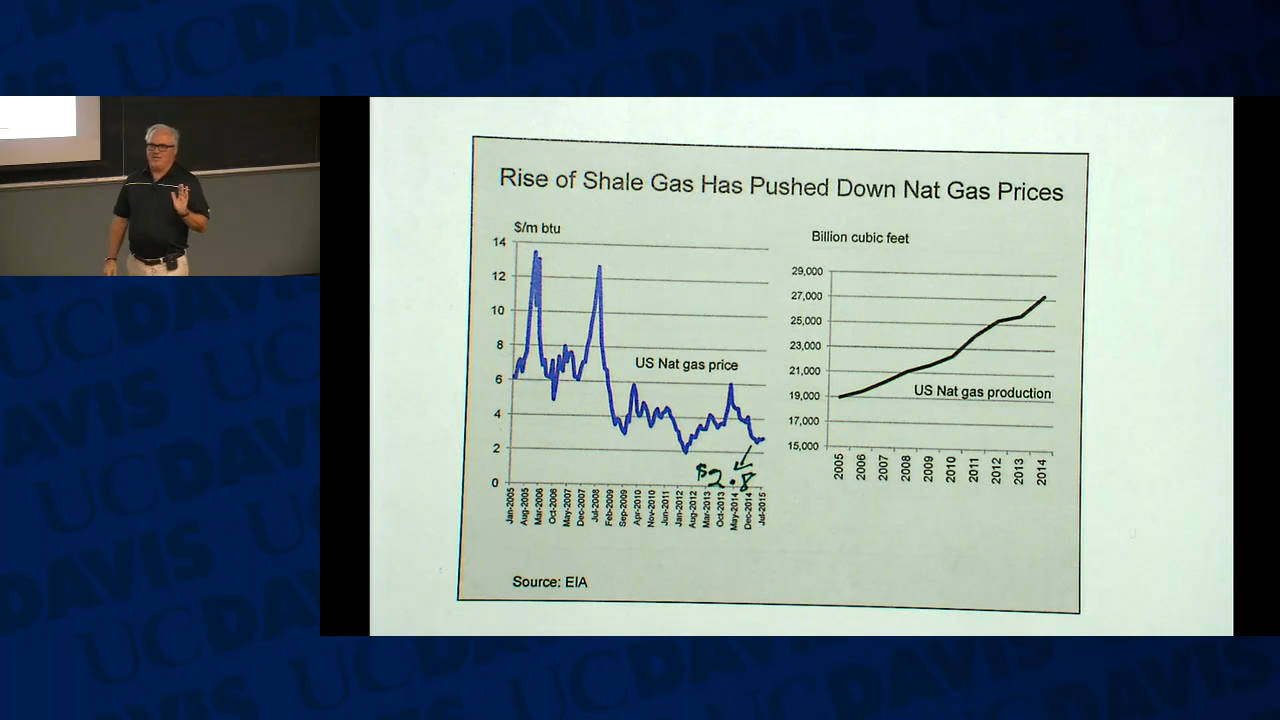 UCDAVIS
Rise of Shale Gas Has Pushed Down Nat Gas Prices
$/m btu
14
12
10
8
6
4
2
0
US Nat gas price
$2.8
Jan-2005
Aug-2005
Mar-2006
Oct-2006
May-2007
Dec-2007
Jul-2008
Feb-2009
Sep-2009
Apr-2010
Nov-2010
Jun-2011
Jan-2012
Aug-2012
Mar-2013
Oct-2013
May-2014
Dec-2014
Jul-2015
Billion cubic feet
29,000
27,000
25,000
23,000
21,000
19,000
17,000
15,000
US Nat gas production
2005
2006
2007
2008
2009
2010
2011
2012
2013
2014
Source: EIA